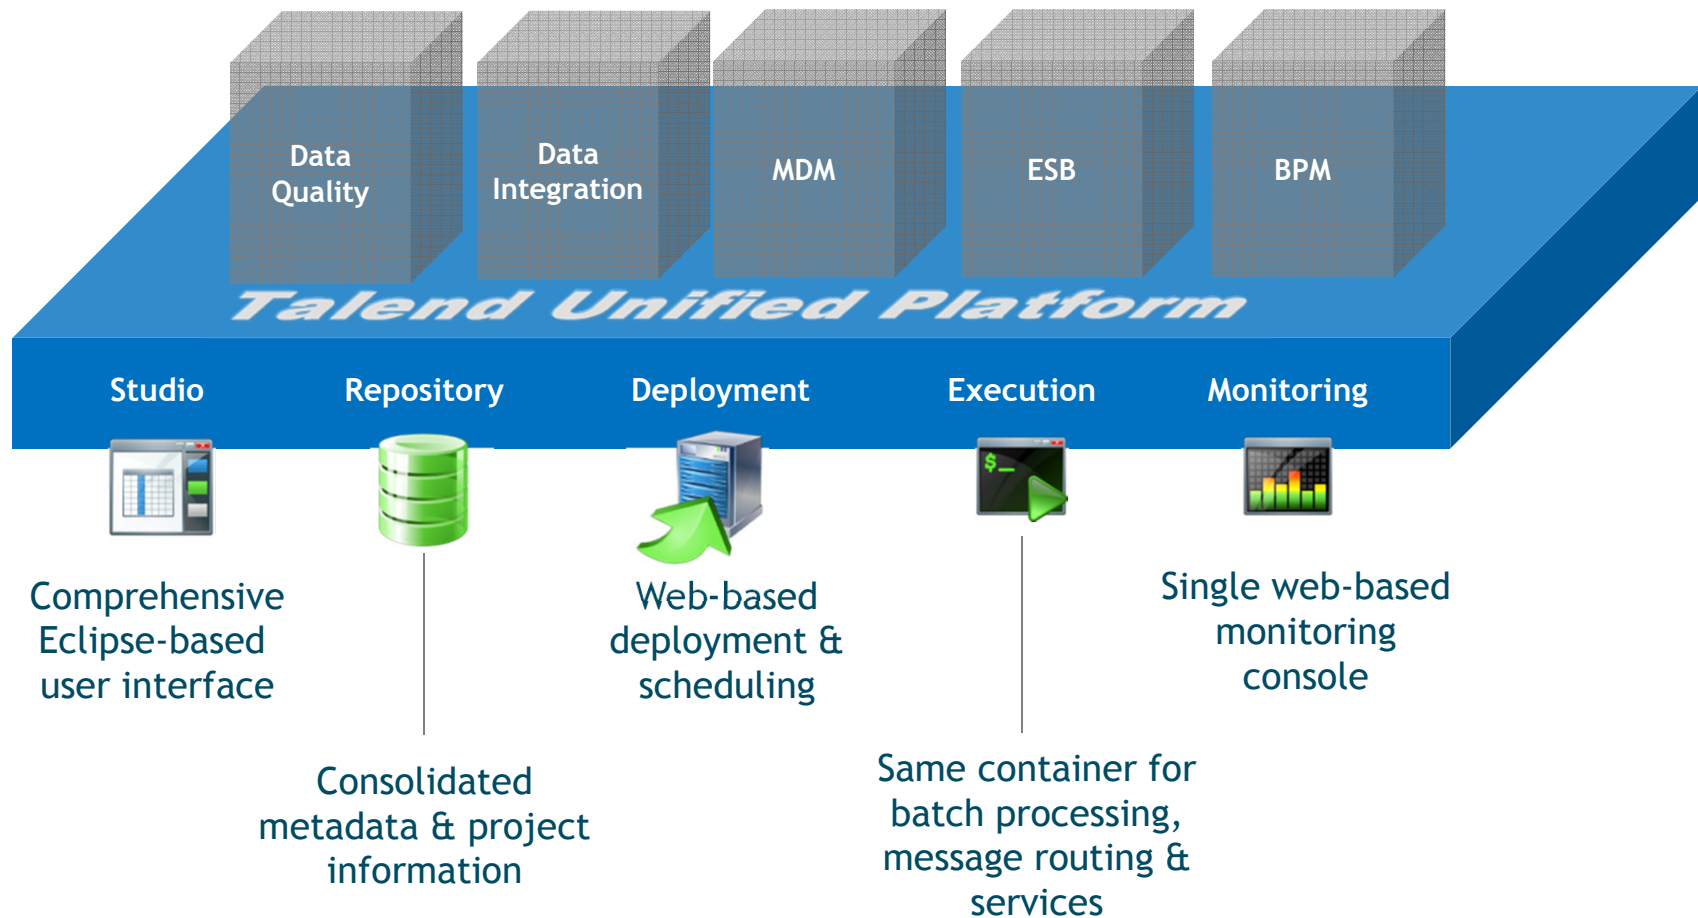 Data
Quality
Data
Integration
MDM
ESB
BPM
Talend Unified Platform
Studio
Repository
Deployment
Execution
Monitoring
$_
Comprehensive
Eclipse-based
user interface
Consolidated
metadata & project
information
Web-based
deployment &
scheduling
Same container for
batch processing,
message routing &
services
Single web-based
monitoring
console